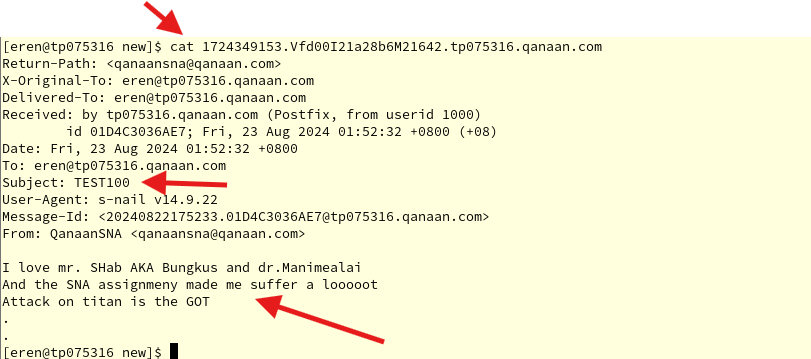 [eren@tp075316 new]$ cat 1724349153.Vfd00I21a28b6M21642.tp075316.qanaan.com
Return-Path: <qanaansna@qanaan.com>
X-Original-To: eren@tp075316.qanaan.com
Delivered-To: eren@tp075316.qanaan.com
Received: by tp075316.qanaan.com (Postfix, from userid 1000)
id 01D4C3036AE7; Fri, 23 Aug 2024 01:52:32 +0800 (+08)
Date: Fri, 23 Aug 2024 01:52:32 +0800
To: eren@tp075316.qanaan.com
Subject: TEST100
User-Agent: s-nail v14.9.22
Message-Id: <20240822175233.01D4C3036AE7@tp075316.qanaan.com>
From: QanaanSNA <qanaansna@qanaan.com>

I love mr. SHab AKA Bungkus and dr.Manimealai
And the SNA assignmeny made me suffer a looooot
Attack on titan is the GOT
.
.
[eren@tp075316 new]$